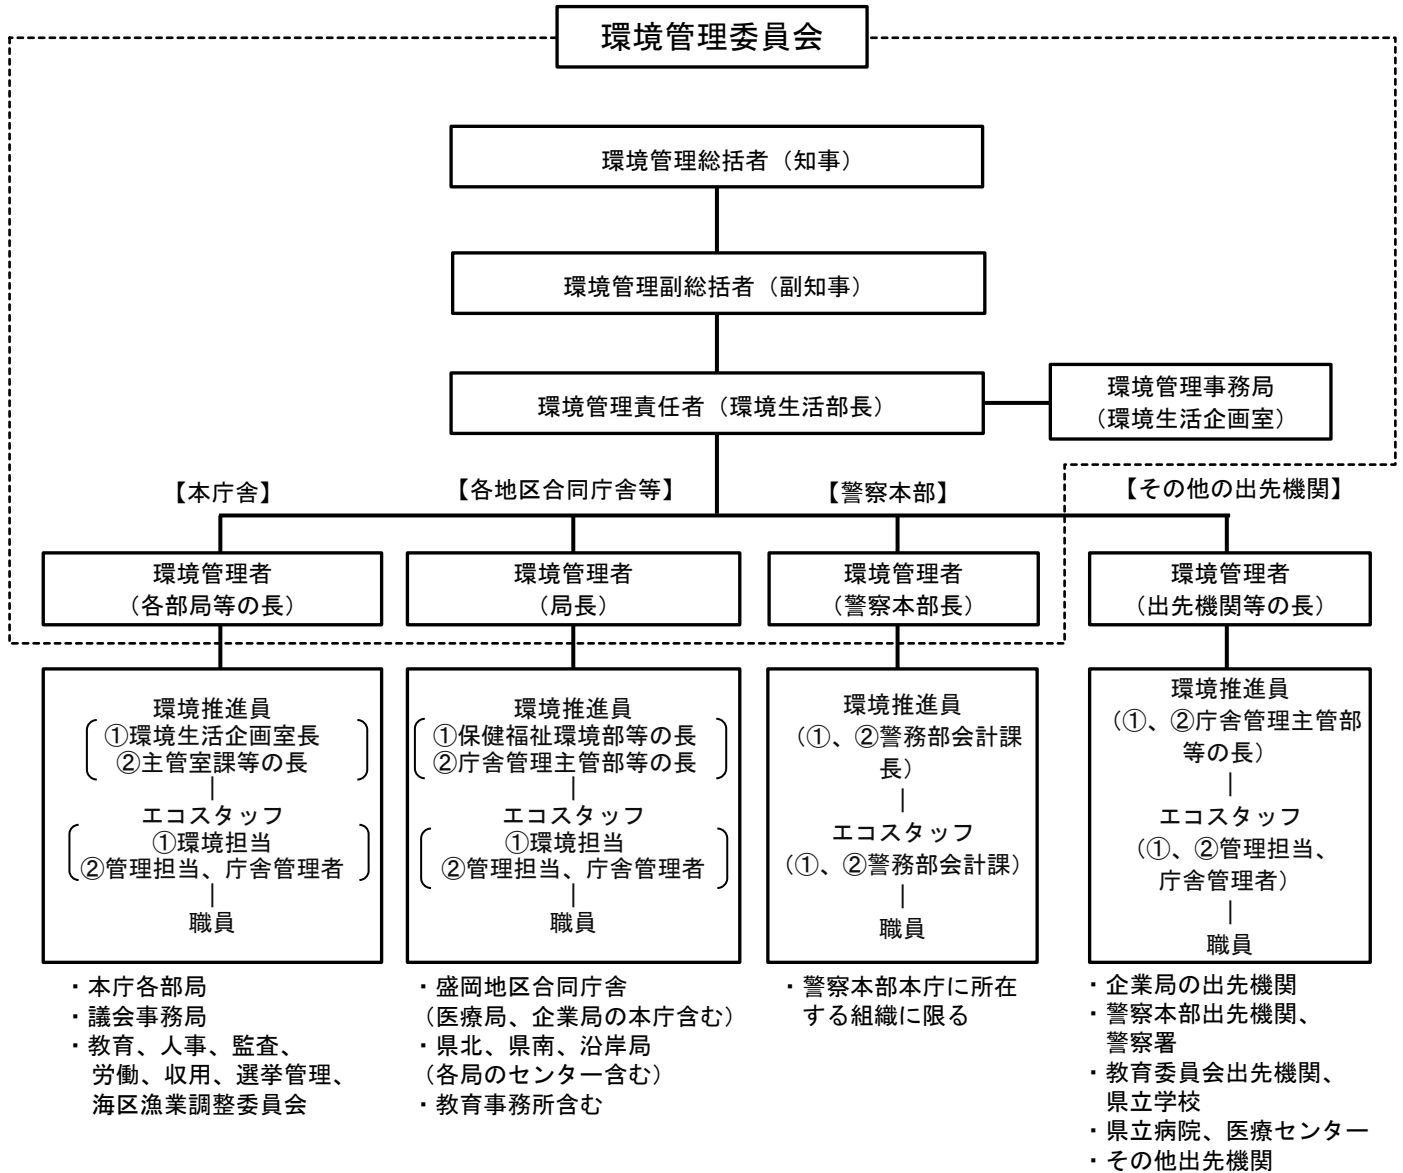 環境管理委員会
環境管理総括者（知事）
環境管理副総括者（副知事）
環境管理責任者（環境生活部長）
環境管理事務局
（環境生活企画室）
【本庁舎】
【各地区合同庁舎等】
【警察本部】
【その他の出先機関】
環境管理者
（各部局等の長）
環境管理者
（局長）
環境管理者
（警察本部長）
環境管理者
（出先機関等の長）
環境推進員
①環境生活企画室長
②主管室課等の長
エコスタッフ
①環境担当
②管理担当、庁舎管理者
職員
環境推進員
①保健福祉環境部等の長
②庁舎管理主管部等の長
エコスタッフ
①環境担当
②管理担当、庁舎管理者
職員
環境推進員
（①、②警務部会計課
長）
エコスタッフ
（①、②警務部会計課）
職員
環境推進員
（①、②庁舎管理主管部
等の長）
エコスタッフ
（①、②管理担当、
庁舎管理者）
職員
・本庁各部局
・議会事務局
・教育、人事、監査、
労働、収用、選挙管理、
海区漁業調整委員会
・盛岡地区合同庁舎
（医療局、企業局の本庁含む）
・県北、県南、沿岸局
（各局のセンター含む）
・教育事務所含む
・警察本部本庁に所在
する組織に限る
・企業局の出先機関
・警察本部出先機関、
警察署
・教育委員会出先機関、
県立学校
・県立病院、医療センター
・その他出先機関